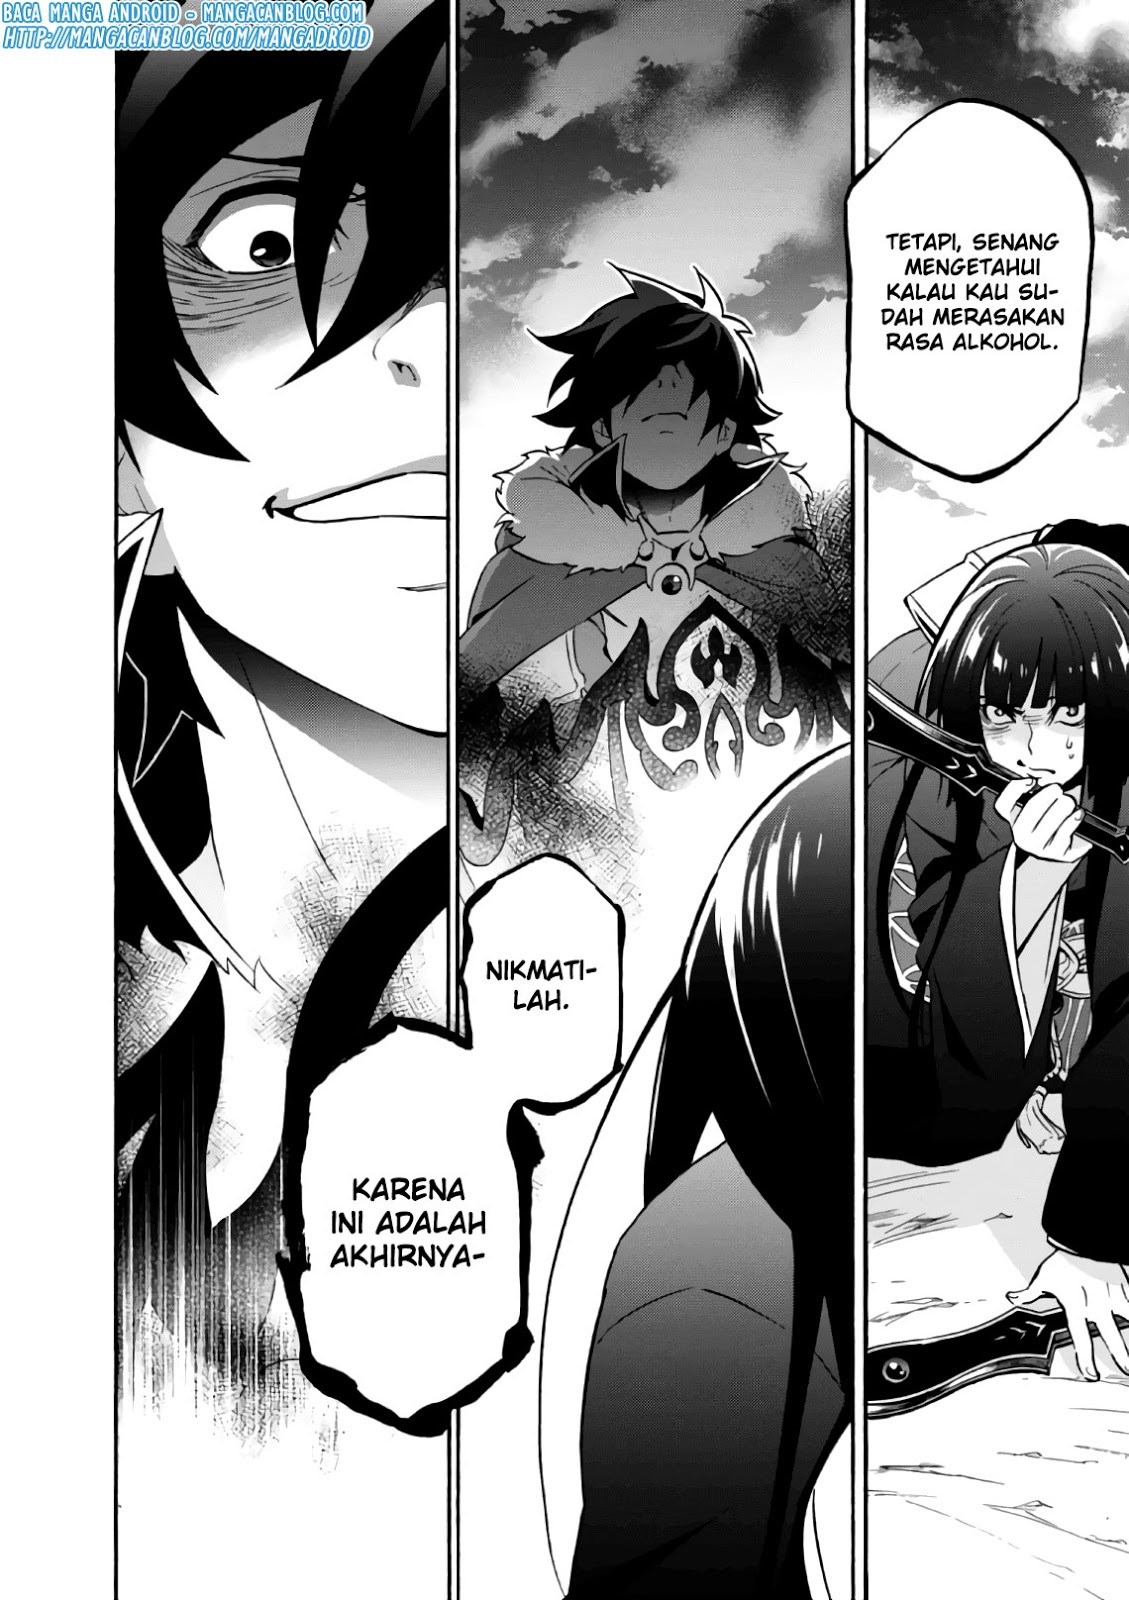 BACA MANGA ANDROID - MANGACANBLOG.COM
HTTP://MANGACANBLOG.COM/MANGADROID
TETAPI, SENANG
MENGETAHUI
KALAU KAU SU-
DAH MERASAKAN
RASA ALKOHOL.
NIKMATI-
LAH.
KARENA
INI ADALAH
AKHIRNYA-